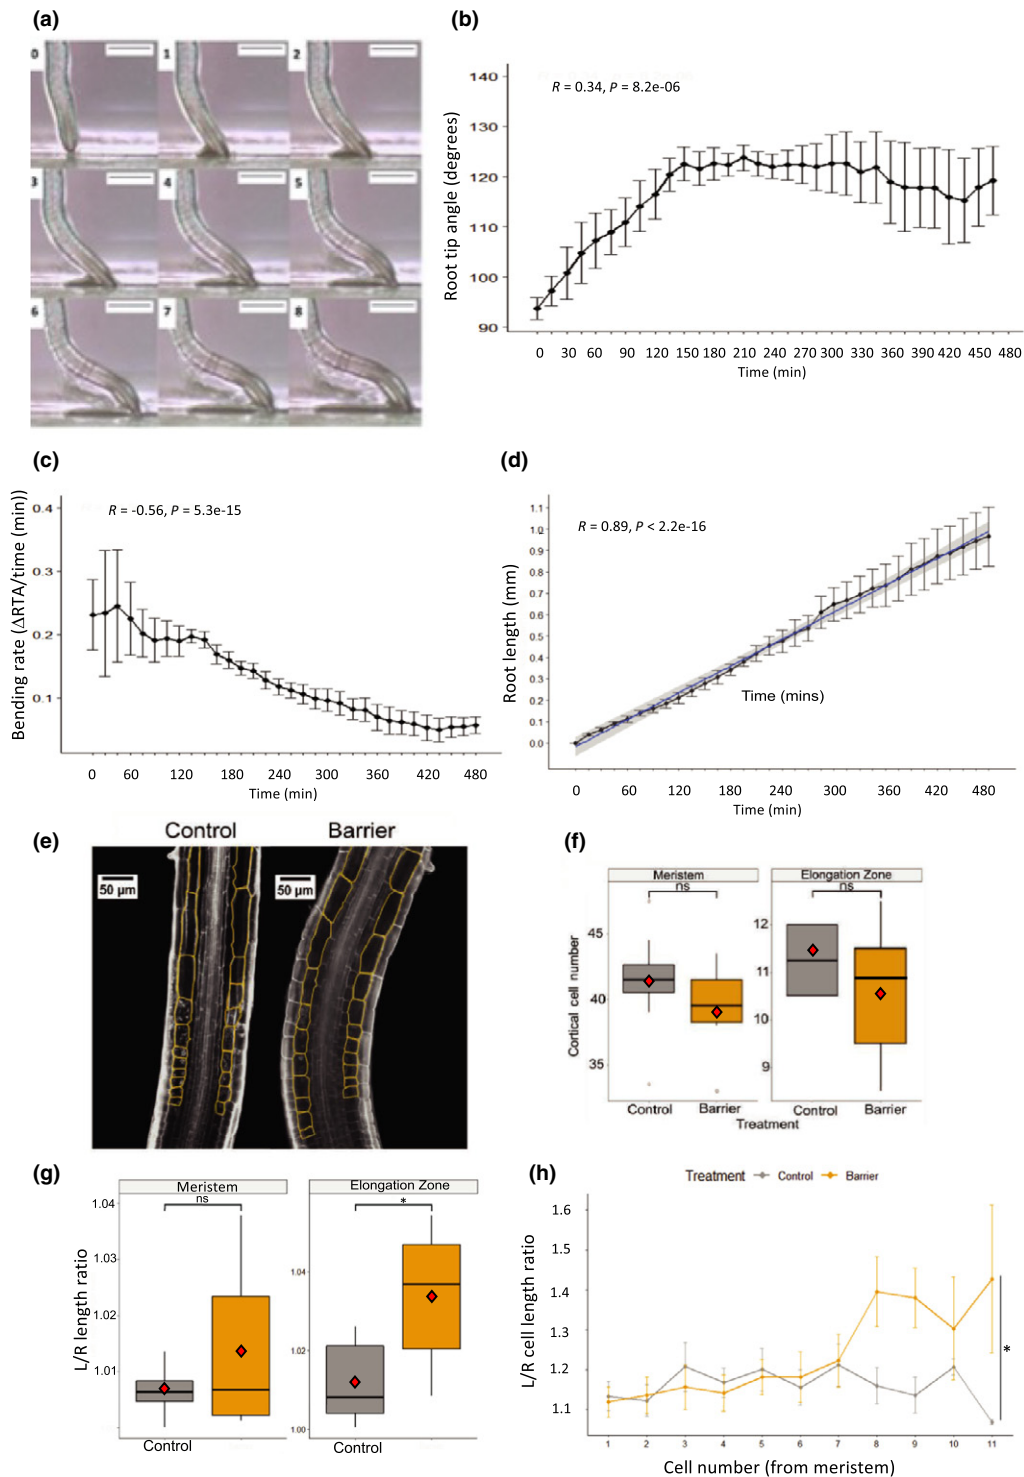 (a)
0 1 2
3 4 5
6 7 8
(b)
R = 0.34, P = 8.2e-06
Root tip angle (degrees)
140
130
120
110
100
90
0 30 60 90 120 150 180 210 240 270 300 330 360 390 420 450 480
Time (min)
(c)
R = -0.56, P = 5.3e-15
Bending rate (ΔRTA/time (min))
0.4
0.3
0.2
0.1
0 60 120 180 240 300 360 420 480
Time (min)
(d)
R = 0.89, P < 2.2e-16
Root length (mm)
1.1
1.0
0.9
0.8
0.7
0.6
0.5
0.4
0.3
0.2
0.1
0.0
Time (mins)
0 60 120 180 240 300 360 420 480
Time (min)
(e)
Control Barrier
50 µm 50 µm
(f)
Meristem Elongation Zone
ns ns
Cortical cell number
45
40
35
12
11
10
9
Control Barrier Control Barrier
Treatment
(g)
Meristem Elongation Zone
ns *
L/R length ratio
1.04
1.03
1.02
1.01
1.04
1.02
1.00
Control Control
(h)
Treatment Control Barrier
L/R cell length ratio
1.6
1.5
1.4
1.3
1.2
1.1
*
1 2 3 4 5 6 7 8 9 10 11
Cell number (from meristem)